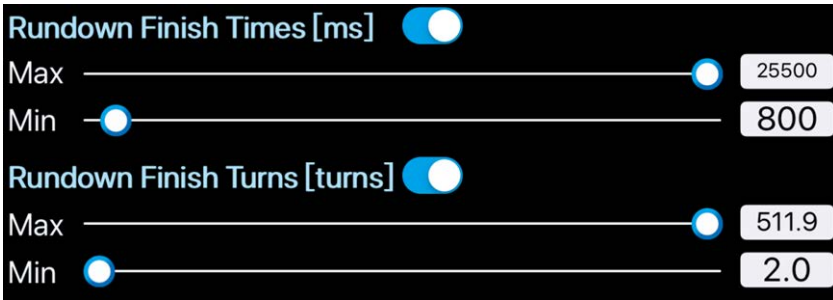 Rundown Finish Times [ms]
Max 25500
Min 800
Rundown Finish Turns [turns]
Max 511.9
Min 2.0